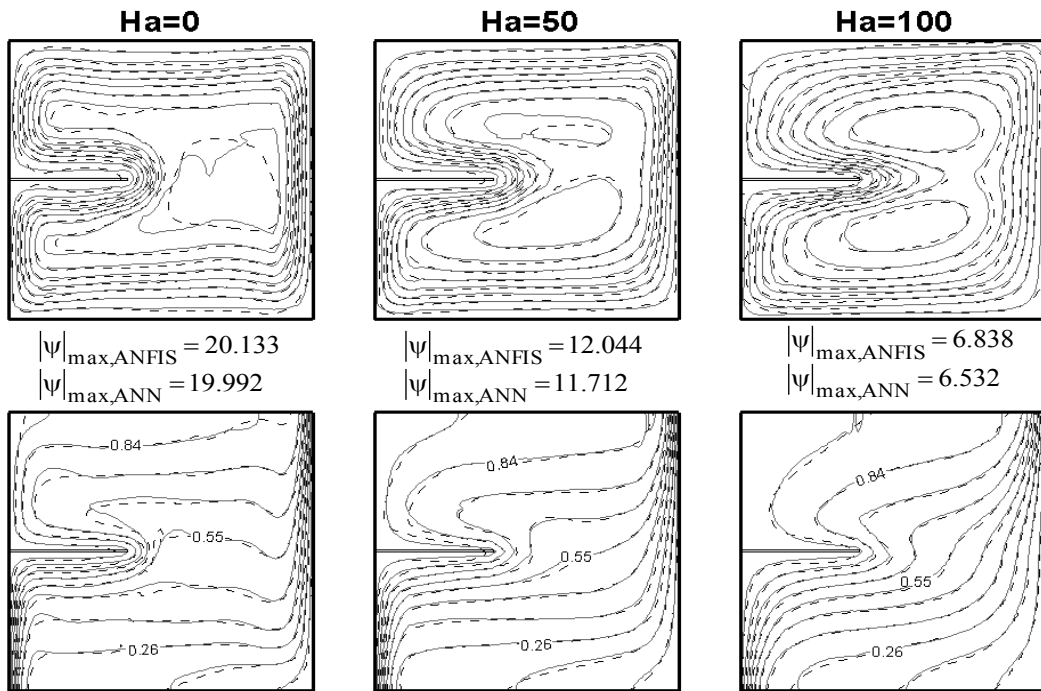 Ha=0 Ha=50 Ha=100
|ψ|max,ANFIS = 20.133
|ψ|max,ANN = 19.992
|ψ|max,ANFIS = 12.044
|ψ|max,ANN = 11.712
|ψ|max,ANFIS = 6.838
|ψ|max,ANN = 6.532
0.84
0.55
0.26
0.84
0.55
0.26
0.84
0.55
0.26